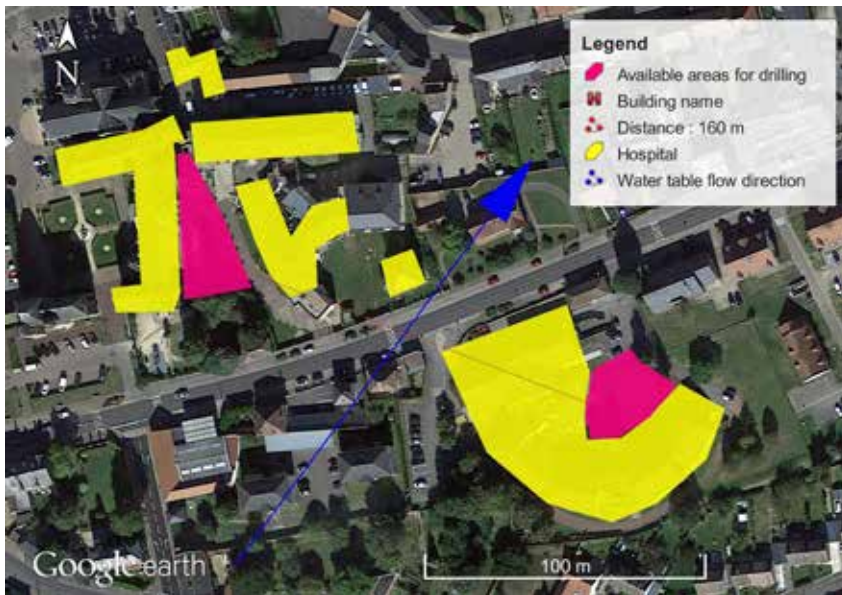 N
Legend
Available areas for drilling
Building name
Distance : 160 m
Hospital
Water table flow direction
Google earth
100 m